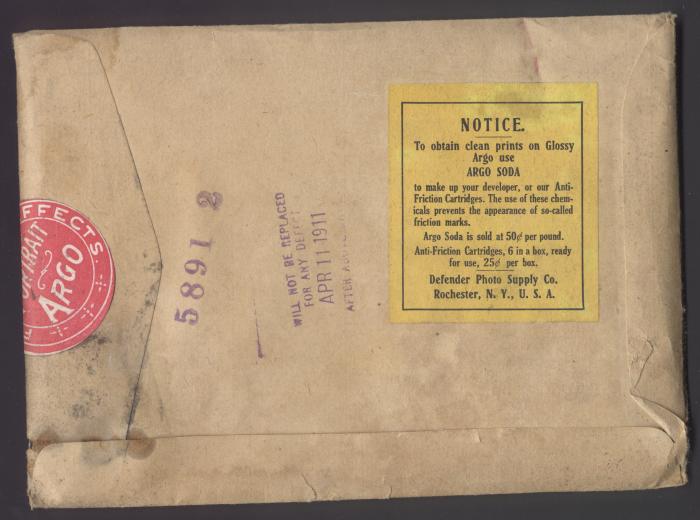 EFFECTS
ARGO
5891 2
WILL NOT BE REPLACED
FOR ANY DEFECT
APR 11 1911
AFTER
NOTICE.
To obtain clean prints on Glossy
Argo use
ARGO SODA
to make up your developer, or our Anti-
Friction Cartridges. The use of these chem-
icals prevents the appearance of so-called
friction marks.
Argo Soda is sold at 50¢ per pound.
Anti-Friction Cartridges, 6 in a box, ready
for use, 25¢ per box.
Defender Photo Supply Co.
Rochester, N. Y., U. S. A.